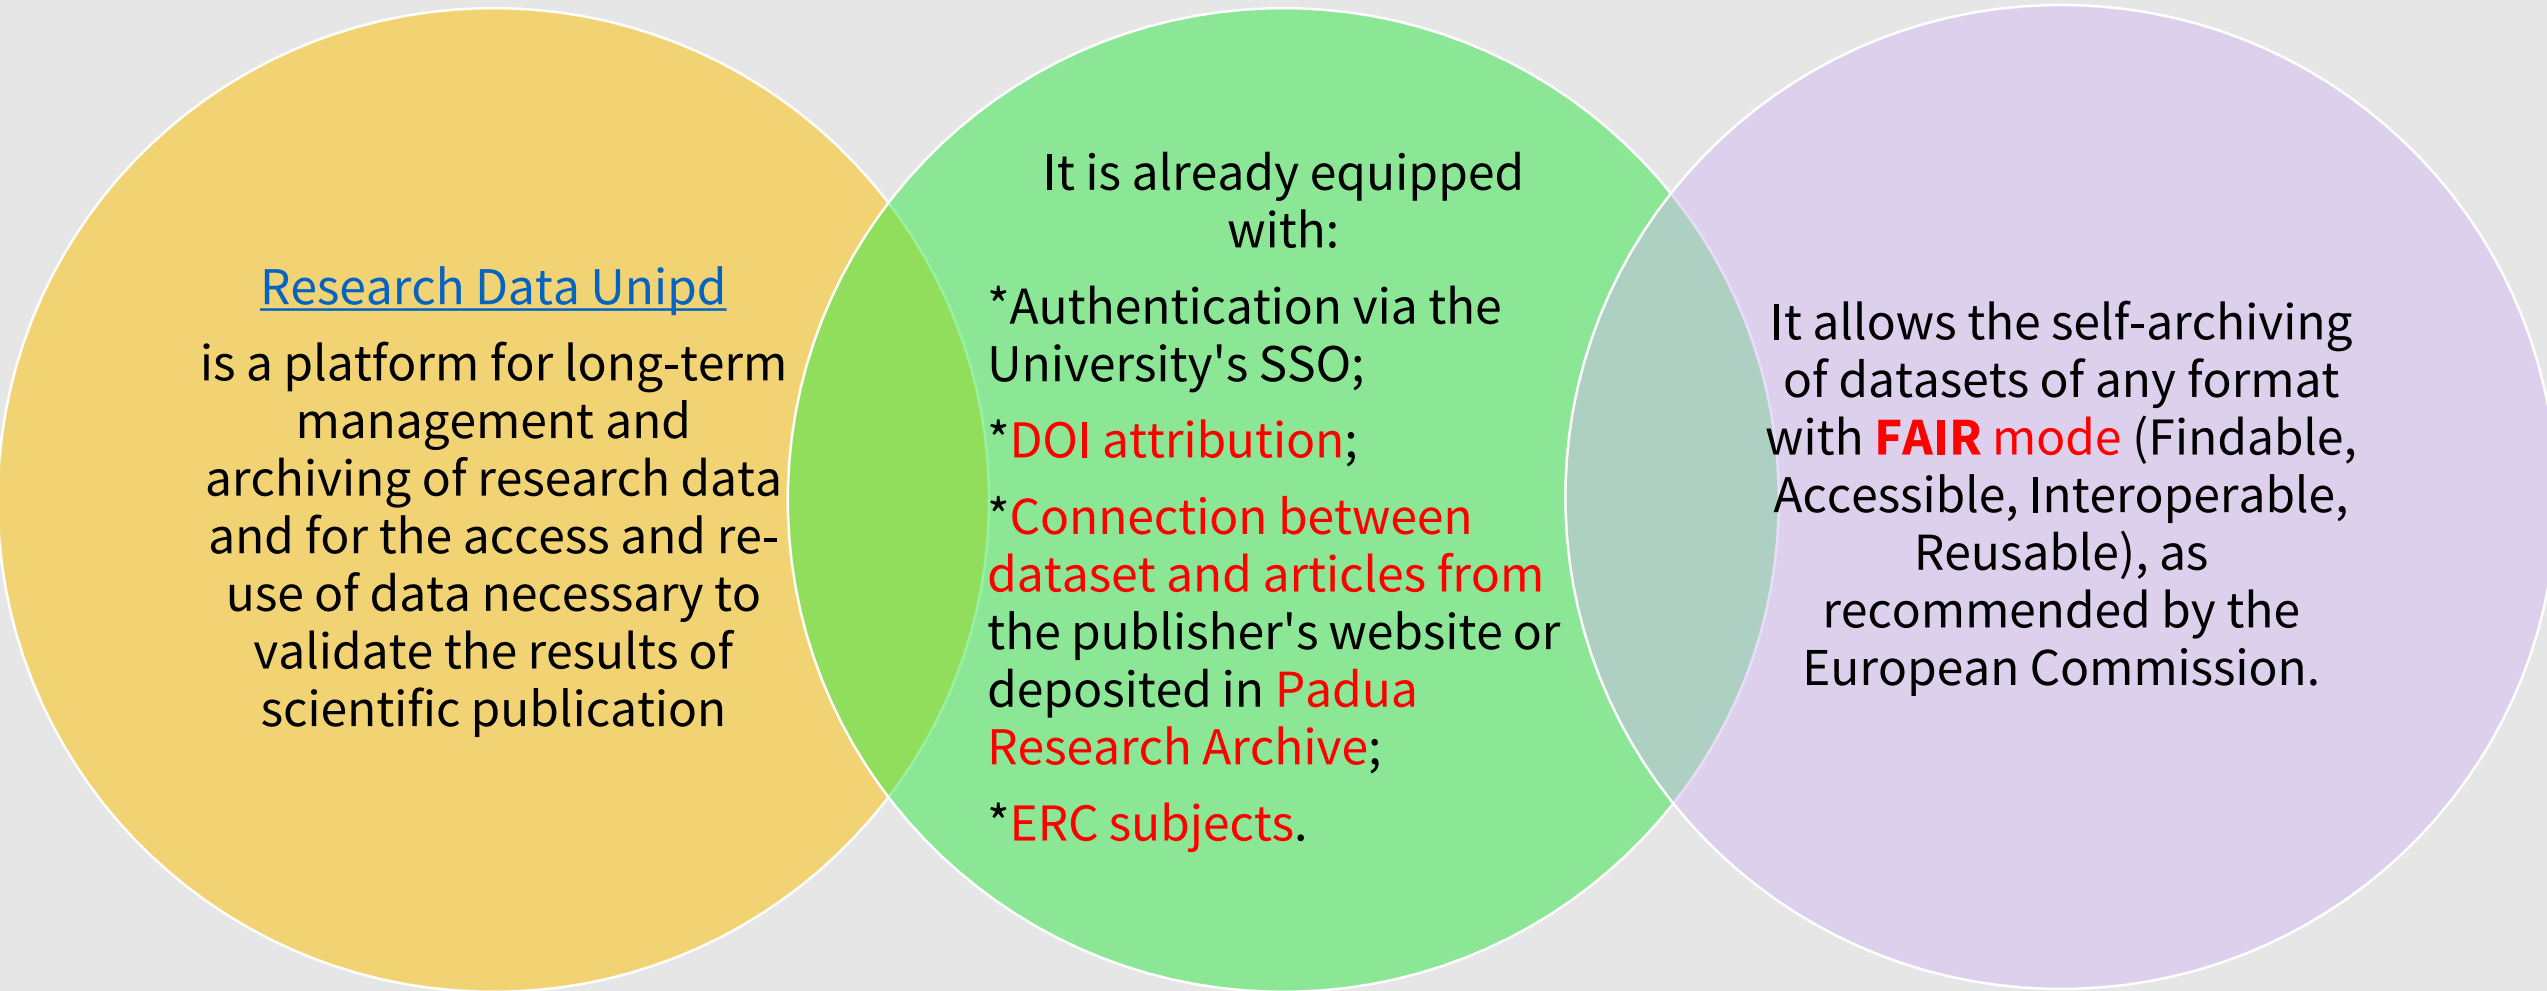 Research Data Unipd
is a platform for long-term
management and
archiving of research data
and for the access and re-
use of data necessary to
validate the results of
scientific publication
It is already equipped
with:
*Authentication via the
University's SSO;
*DOI attribution;
*Connection between
dataset and articles from
the publisher's website or
deposited in Padua
Research Archive;
*ERC subjects.
It allows the self-archiving
of datasets of any format
with FAIR mode (Findable,
Accessible, Interoperable,
Reusable), as
recommended by the
European Commission.